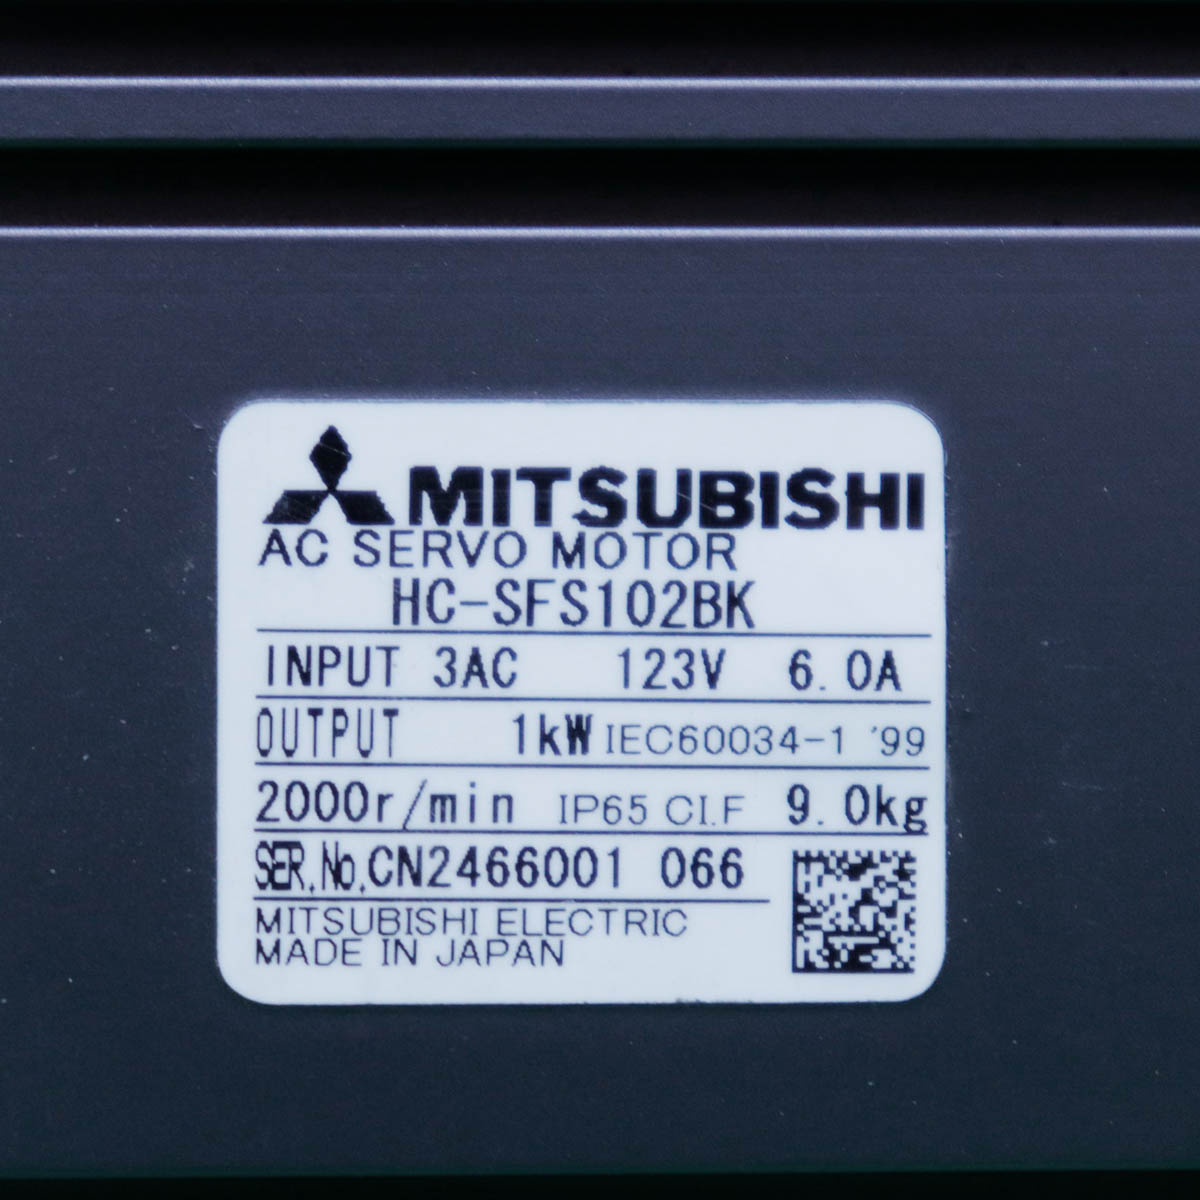 MITSUBISHI
AC SERVO MOTOR
HC-SFS102BK
INPUT 3AC 123V 6.0A
OUTPUT 1kW IEC60034-1 '99
2000r/min IP65 CI.F 9.0kg
SER.No.CN2466001 066
MITSUBISHI ELECTRIC
MADE IN JAPAN